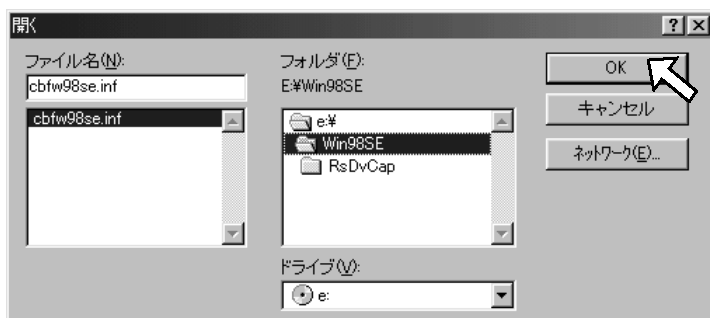 開く
ファイル名(N):
cbfw98se.inf
cbfw98se.inf
フォルダ(F):
E:¥Win98SE
e:¥
Win98SE
RsDvCap
ドライブ(V):
e:
OK
キャンセル
ネットワーク(E)...